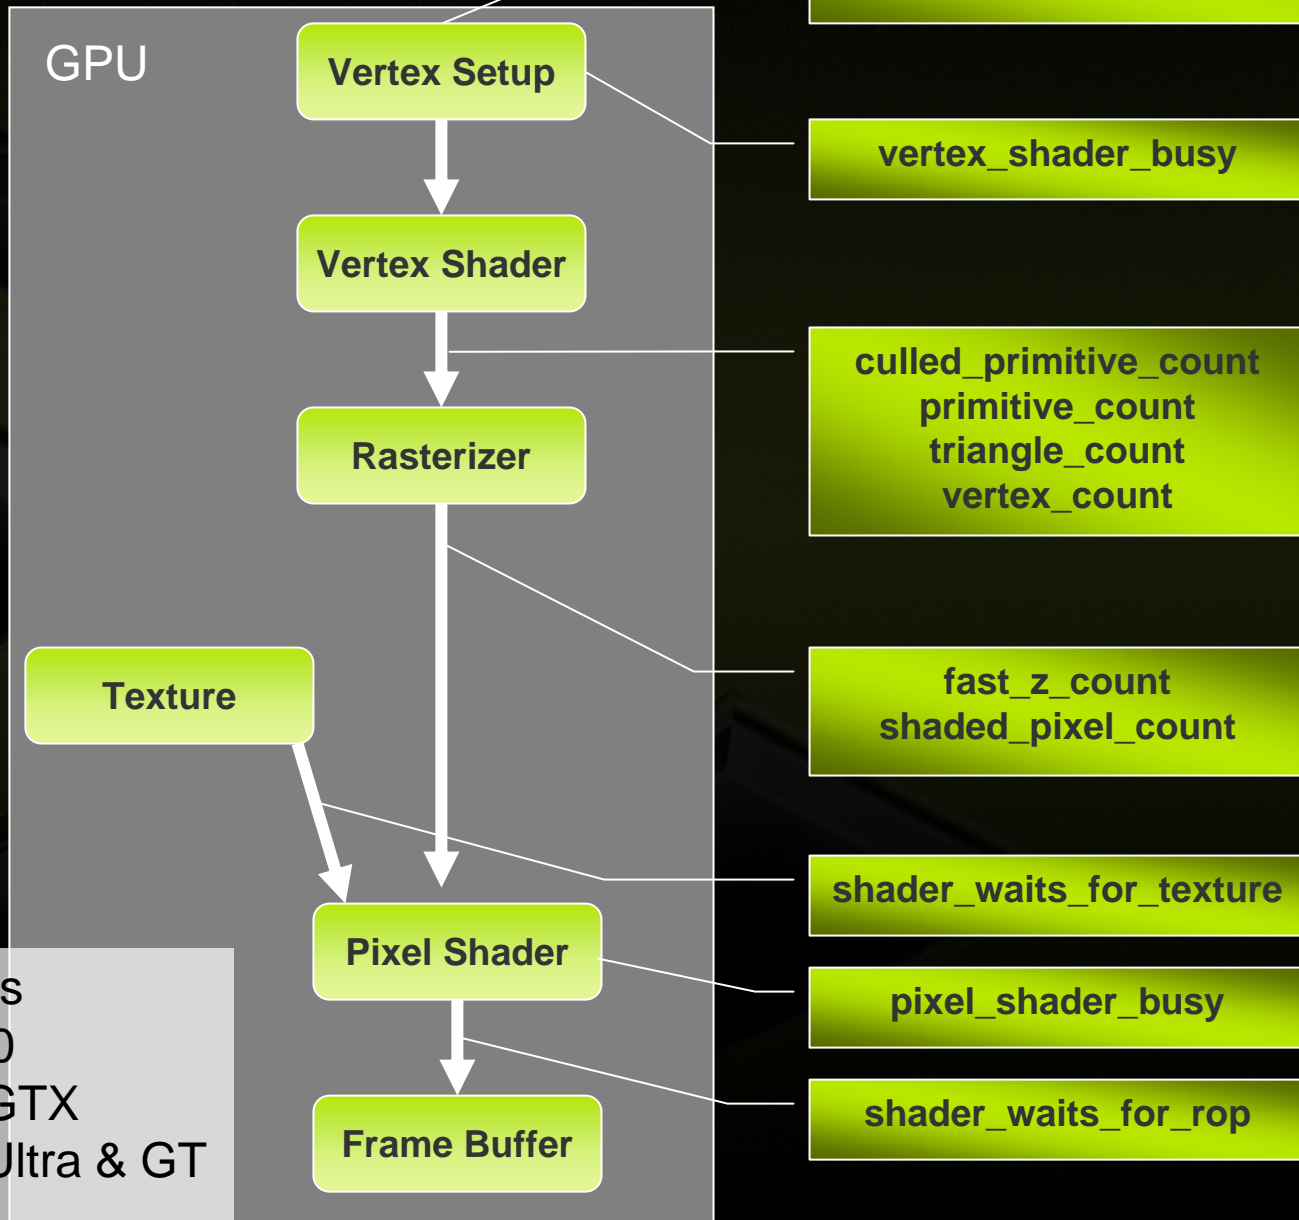 GPU
Vertex Setup
vertex_shader_busy
Vertex Shader
culled_primitive_count
primitive_count
triangle_count
vertex_count
Rasterizer
fast_z_count
shaded_pixel_count
Texture
shader_waits_for_texture
Pixel Shader
pixel_shader_busy
shader_waits_for_rop
Frame Buffer
s
0
GTX
Ultra & GT